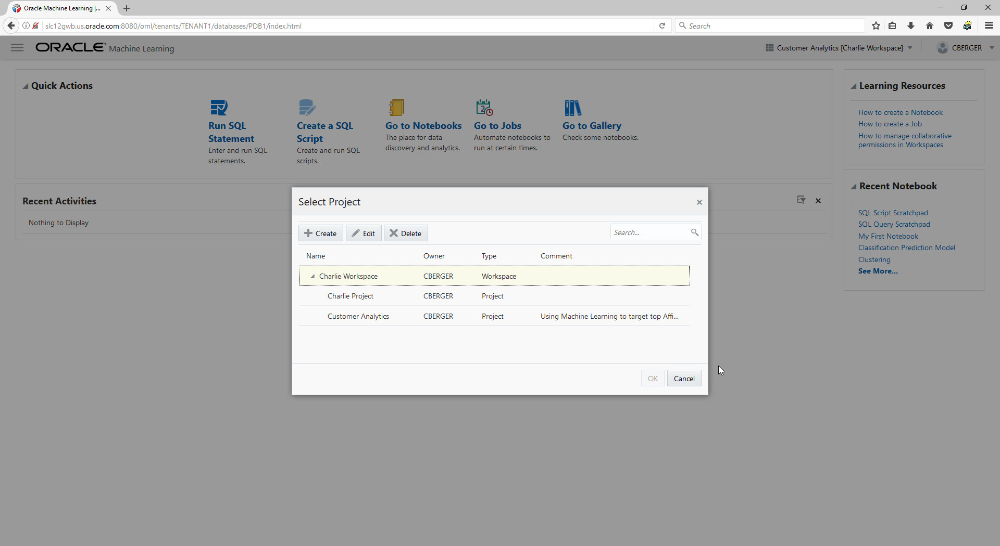 Oracle Machine Learning |...
slc12gwb.us.oracle.com:8080/oml/tenants/TENANT1/databases/PDB1/index.html
Search
ORACLE Machine Learning
Customer Analytics [Charlie Workspace]
CBERGER
Quick Actions
Run SQL
Statement
Enter and run SQL
statements.
Create a SQL
Script
Create and run SQL
scripts.
2
Go to Notebooks
The place for data
discovery and analytics.
Go to Jobs
Automate notebooks to
run at certain times.
Go to Gallery
Check some notebooks.
Learning Resources
How to create a Notebook
How to create a Job
How to manage collaborative
permissions in Workspaces
Recent Activities
Nothing to Display
Recent Notebook
SQL Script Scratchpad
SQL Query Scratchpad
My First Notebook
Classification Prediction Model
Clustering
See More...
Select Project
Create Edit Delete
Search...
Name Owner Type Comment
Charlie Workspace CBERGER Workspace
Charlie Project CBERGER Project
Customer Analytics CBERGER Project Using Machine Learning to target top Affi...
OK Cancel